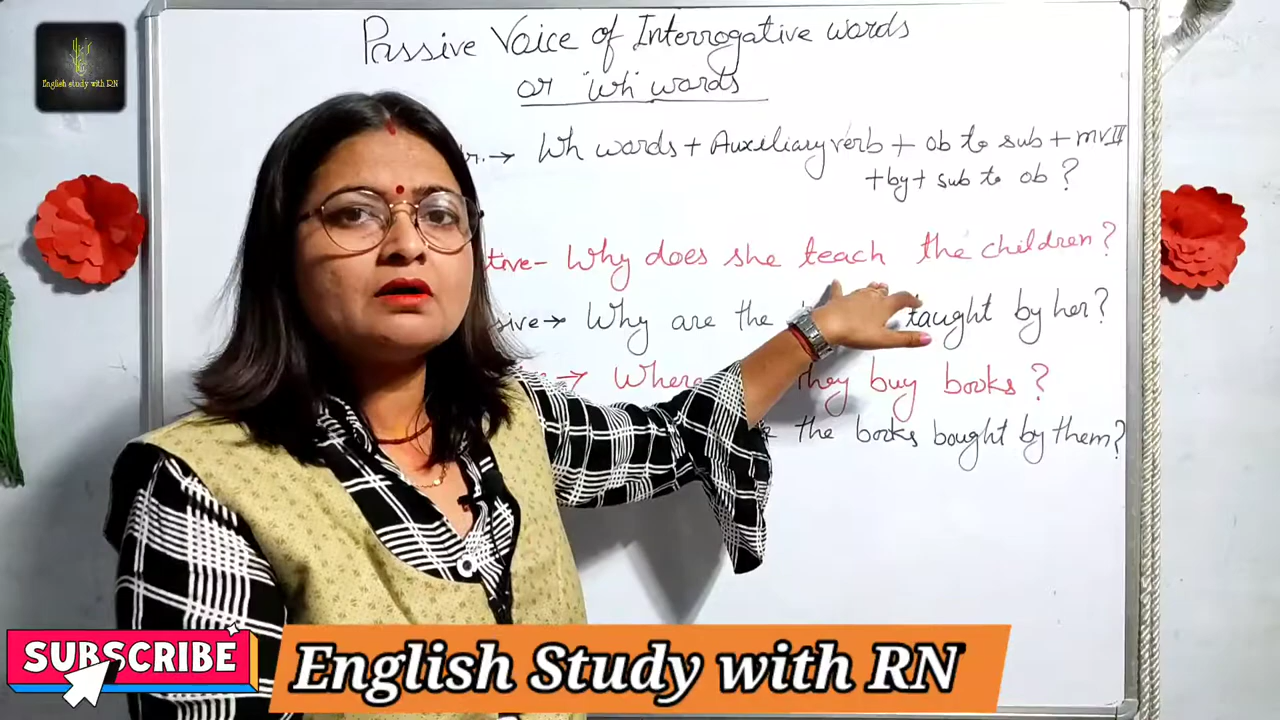 English study with RN
Passive Voice of Interrogative words
or "Wh" words
Wh words + Auxiliary verb + ob to sub + mv III
+ by + sub to ob ?
Why does she teach the children?
Why are the taught by her?
they buy books ?
the books bought by them?
SUBSCRIBE
English Study with RN